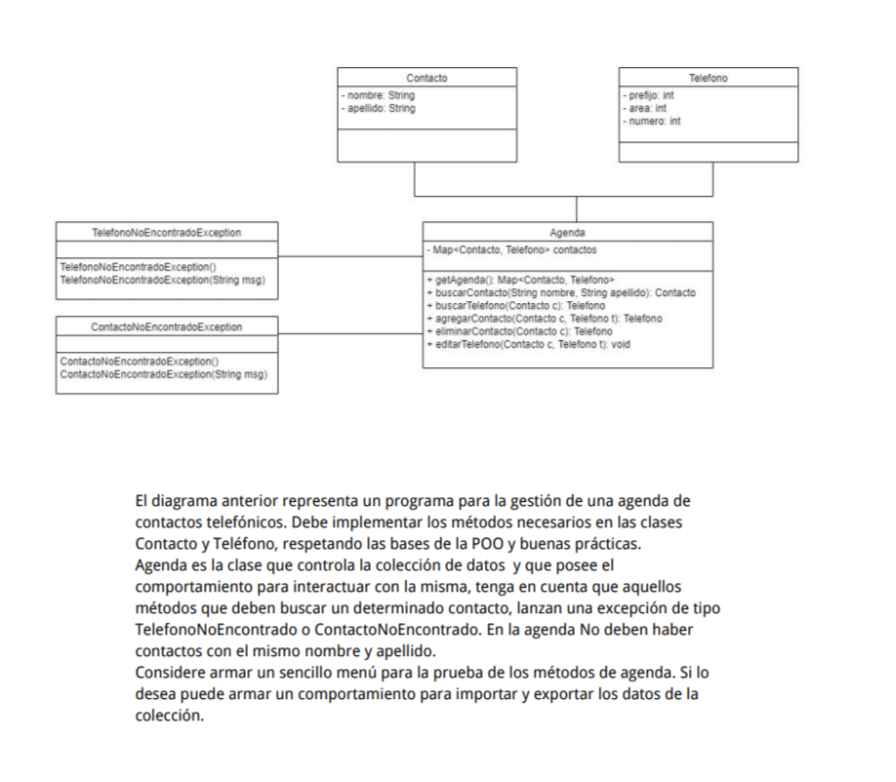 Contacto
- nombre: String
- apellido: String
Telefono
- prefijo: int
- area: int
- numero: int
TelefonoNoEncontradoException
TelefonoNoEncontradoException()
TelefonoNoEncontradoException(String msg)
ContactoNoEncontradoException
ContactoNoEncontradoException()
ContactoNoEncontradoException(String msg)
Agenda
- Map<Contacto, Telefono> contactos
+ getAgenda(): Map<Contacto, Telefono>
+ buscarContacto(String nombre, String apellido): Contacto
+ buscarTelefono(Contacto c): Telefono
+ agregarContacto(Contacto c, Telefono t): Telefono
+ eliminarContacto(Contacto c): Telefono
+ editarTelefono(Contacto c, Telefono t): void
El diagrama anterior representa un programa para la gestión de una agenda de
contactos telefónicos. Debe implementar los métodos necesarios en las clases
Contacto y Teléfono, respetando las bases de la POO y buenas prácticas.
Agenda es la clase que controla la colección de datos y que posee el
comportamiento para interactuar con la misma, tenga en cuenta que aquellos
métodos que deben buscar un determinado contacto, lanzan una excepción de tipo
TelefonoNoEncontrado o ContactoNoEncontrado. En la agenda No deben haber
contactos con el mismo nombre y apellido.
Considere armar un sencillo menú para la prueba de los métodos de agenda. Si lo
desea puede armar un comportamiento para importar y exportar los datos de la
colección.